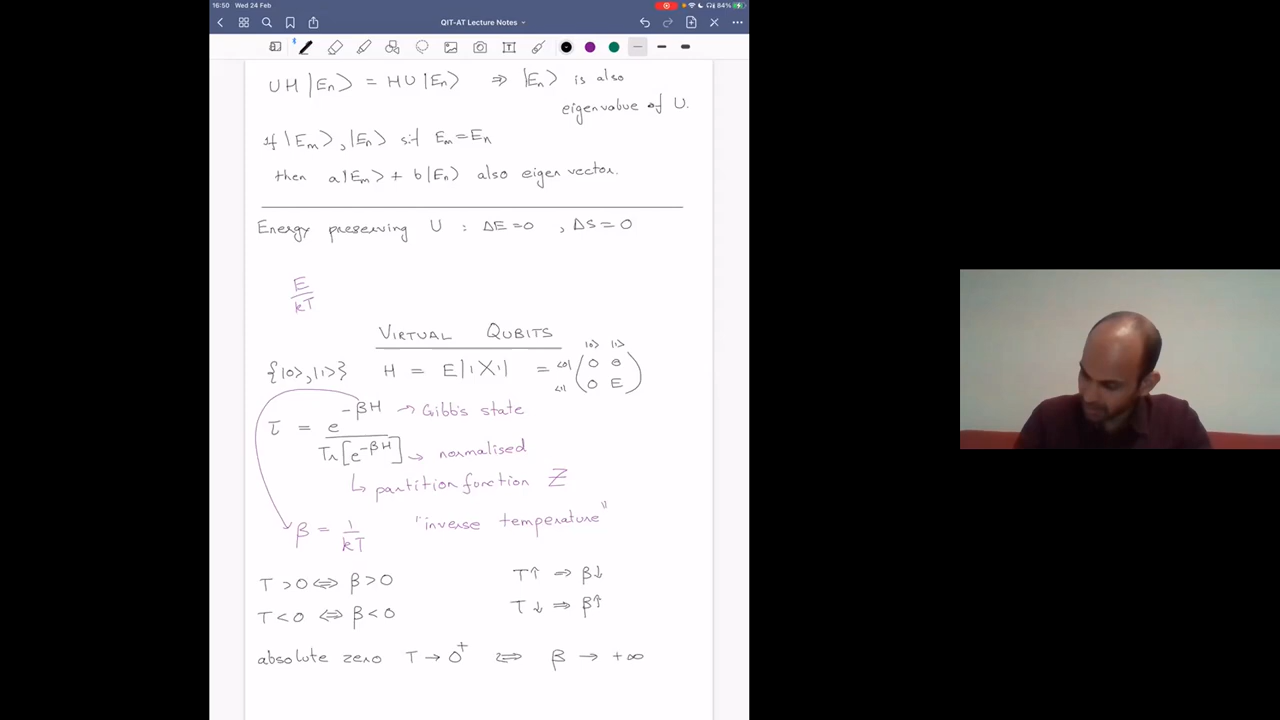 16:50 Wed 24 Feb
84%
QIT-AT Lecture Notes
UH |En⟩ = HU |En⟩ ⇒ |En⟩ is also
eigenvalue of U.
If |Em⟩, |En⟩ s.t Em = En
then a|Em⟩ + b|En⟩ also eigen vector.
Energy preserving U : ΔE = 0 , ΔS = 0
E
kT
VIRTUAL QUBITS
|0⟩ |1⟩
{|0⟩, |1⟩} H = E|1X1| = ⟨0| ( 0 0
⟨1| 0 E )
τ = e^{-βH} → Gibb's state
Tr[e^{-βH}] → normalised
↳ partition function Z
β = 1/kT "inverse temperature"
T > 0 ⇔ β > 0 T↑ ⇒ β↓
T < 0 ⇔ β < 0 T↓ ⇒ β↑
absolute zero T → 0⁺ ⇔ β → +∞